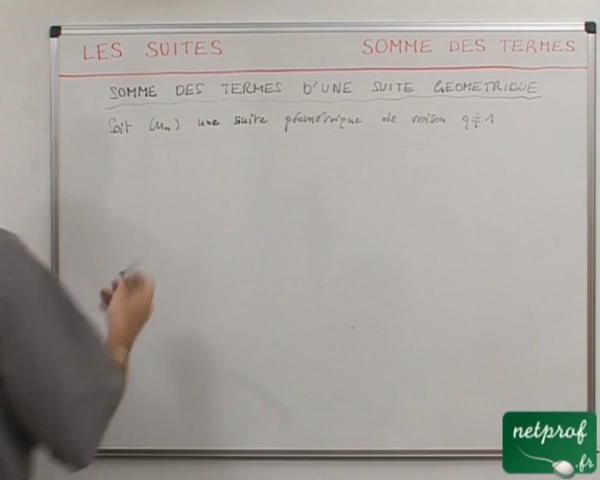 LES SUITES SOMME DES TERMES
SOMME DES TERMES D'UNE SUITE GEOMETRIQUE
Soit (un) une suite géométrique de raison q≠1
netprof
.fr